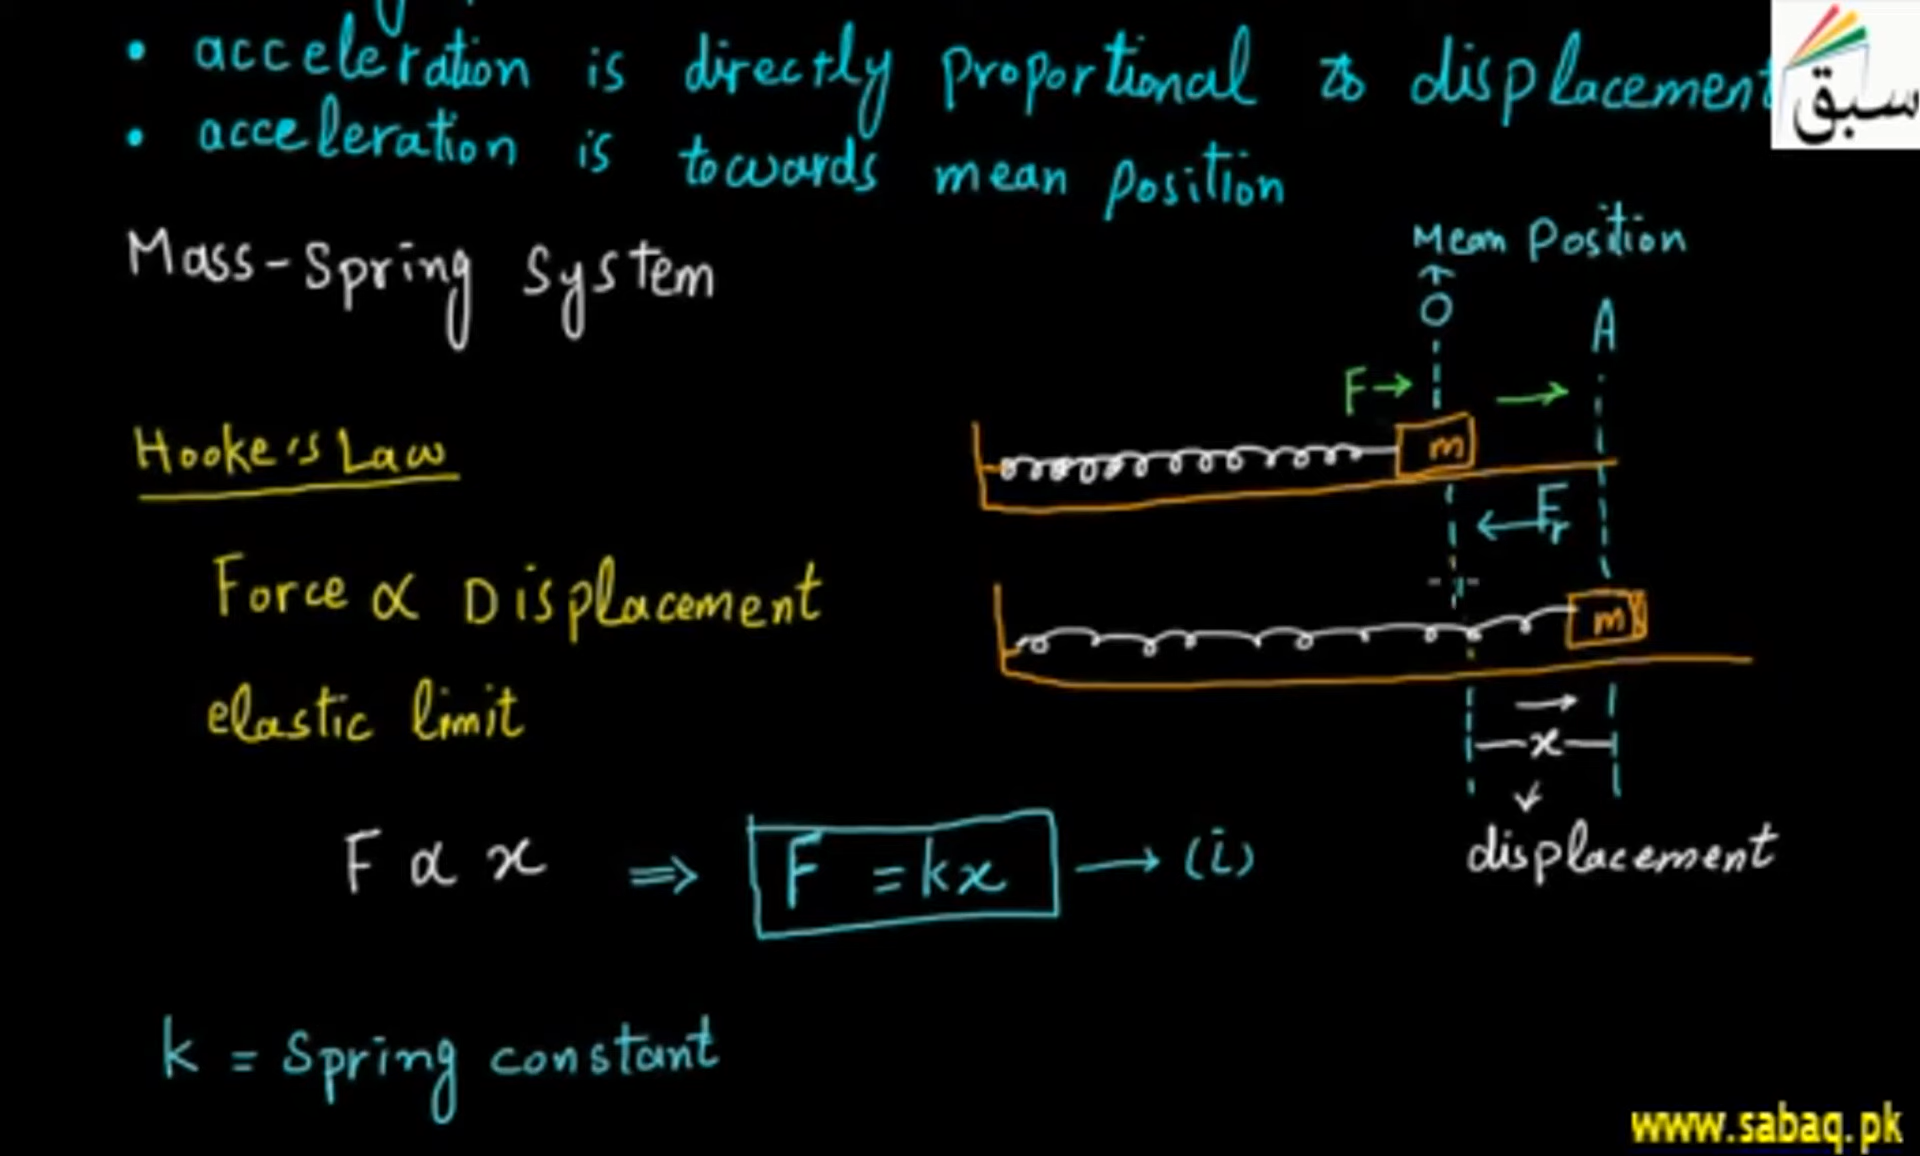 • acceleration is directly proportional to displacement
• acceleration is towards mean position
سبق
Mass-Spring System
Mean Position
O
A
F→
m
Hooke's Law
Fr
Force ∝ Displacement
m
elastic limit
x
displacement
F ∝ x ⇒ F = kx → (i)
k = Spring constant
www.sabaq.pk